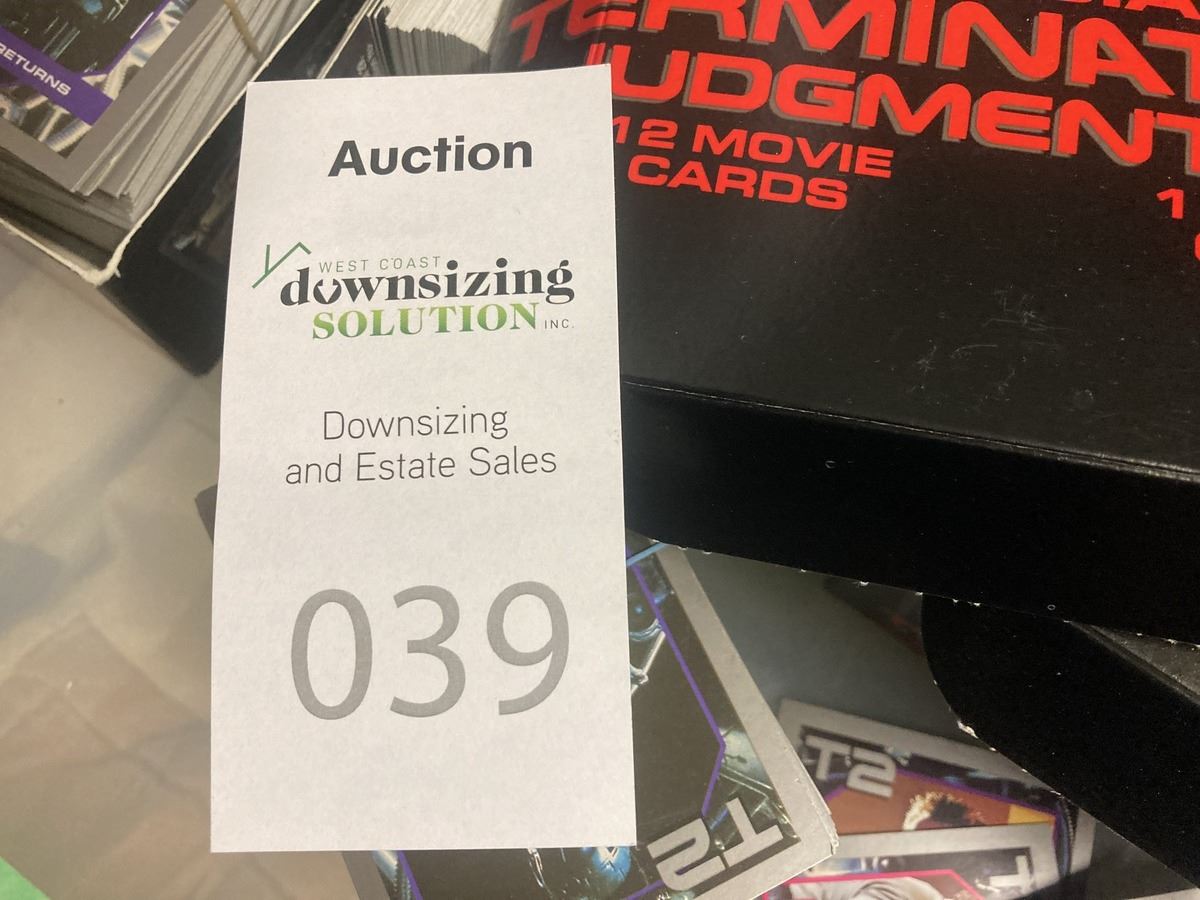 RETURNS
Auction
WEST COAST
downsizing
SOLUTION INC.
Downsizing
and Estate Sales
039
TERMINAT
JUDGMENT
12 MOVIE
CARDS
1
T2
T2